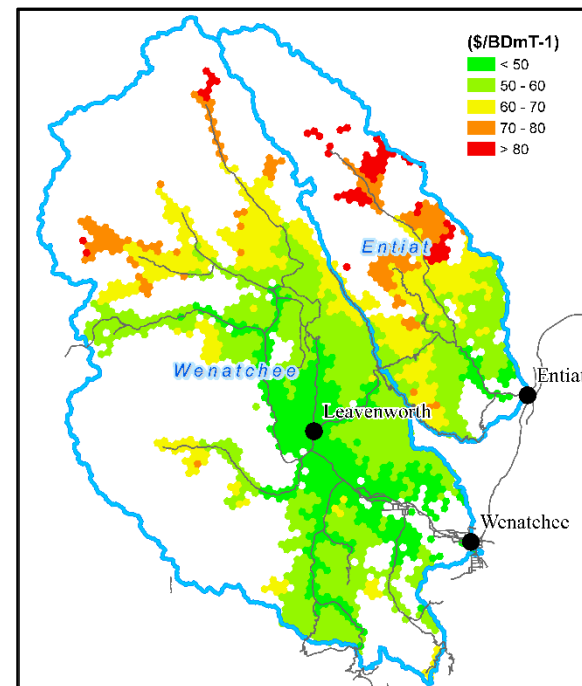 ($/BDmT-1)
< 50
50 - 60
60 - 70
70 - 80
> 80
Entiat
Wenatchee
Entiat
Leavenworth
Wenatchee